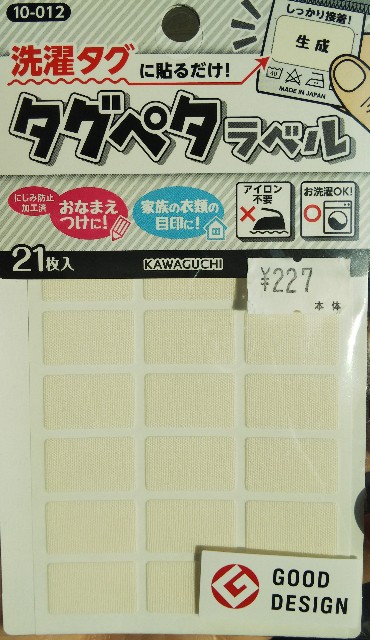 10-012
しっかり接着!
生成
40
MADE IN JAPAN
洗濯タグに貼るだけ!
タグペタラベル
にじみ防止
加工済
おなまえ
つけに!
家族の衣類の
目印に!
アイロン
不要
お洗濯OK!
21枚入
KAWAGUCHI
¥227
本体
GOOD
DESIGN